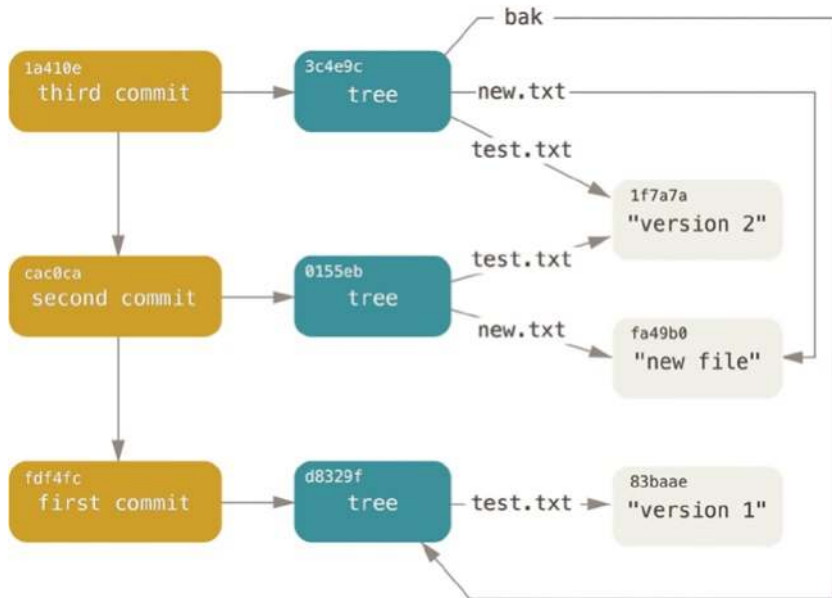 bak
1a410e
third commit
3c4e9c
tree
new.txt
test.txt
1f7a7a
"version 2"
cac0ca
second commit
0155eb
tree
test.txt
new.txt
fa49b0
"new file"
fdf4fc
first commit
d8329f
tree
test.txt
83baae
"version 1"